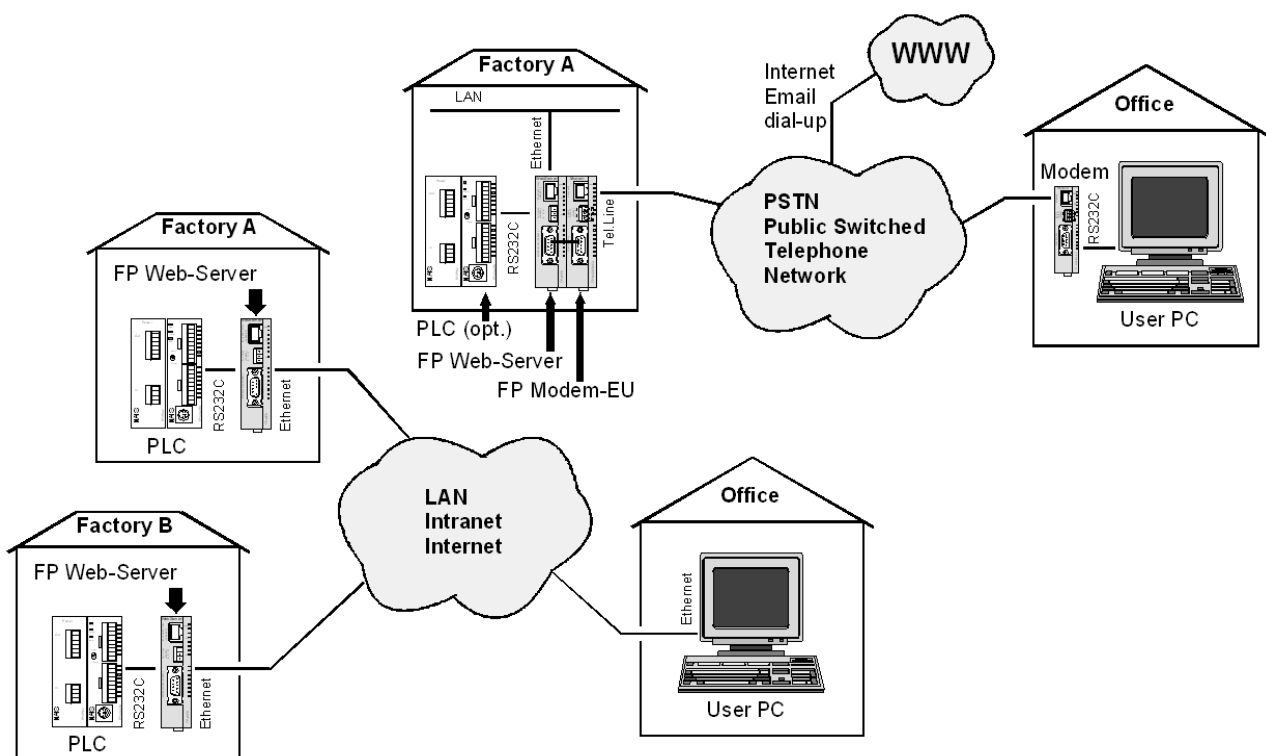 WWW
Internet
Email
dial-up
Factory A
LAN
Ethernet
RS232C
Tel.Line
PLC (opt.)
FP Web-Server
FP Modem-EU
PSTN
Public Switched
Telephone
Network
Office
Modem
RS232C
User PC
Factory A
FP Web-Server
RS232C
Ethernet
PLC
Factory B
FP Web-Server
RS232C
Ethernet
PLC
LAN
Intranet
Internet
Office
Ethernet
User PC